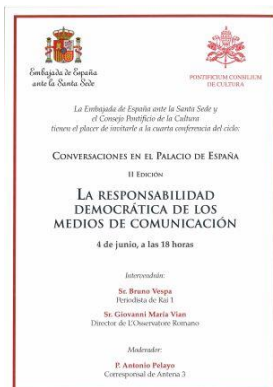 Embajada de España
ante la Santa Sede
PONTIFICIUM CONSILIUM
DE CULTURA
La Embajada de España ante la Santa Sede y
el Consejo Pontificio de la Cultura
tienen el placer de invitarle a la cuarta conferencia del ciclo:
CONVERSACIONES EN EL PALACIO DE ESPAÑA
II EDICIÓN
LA RESPONSABILIDAD
DEMOCRÁTICA DE LOS
MEDIOS DE COMUNICACIÓN
4 de junio, a las 18 horas
Intervendrán:
Sr. Bruno Vespa
Periodista de Rai 1
Sr. Giovanni María Vian
Director de L'Osservatore Romano
Moderador:
P. Antonio Pelayo
Corresponsal de Antena 3